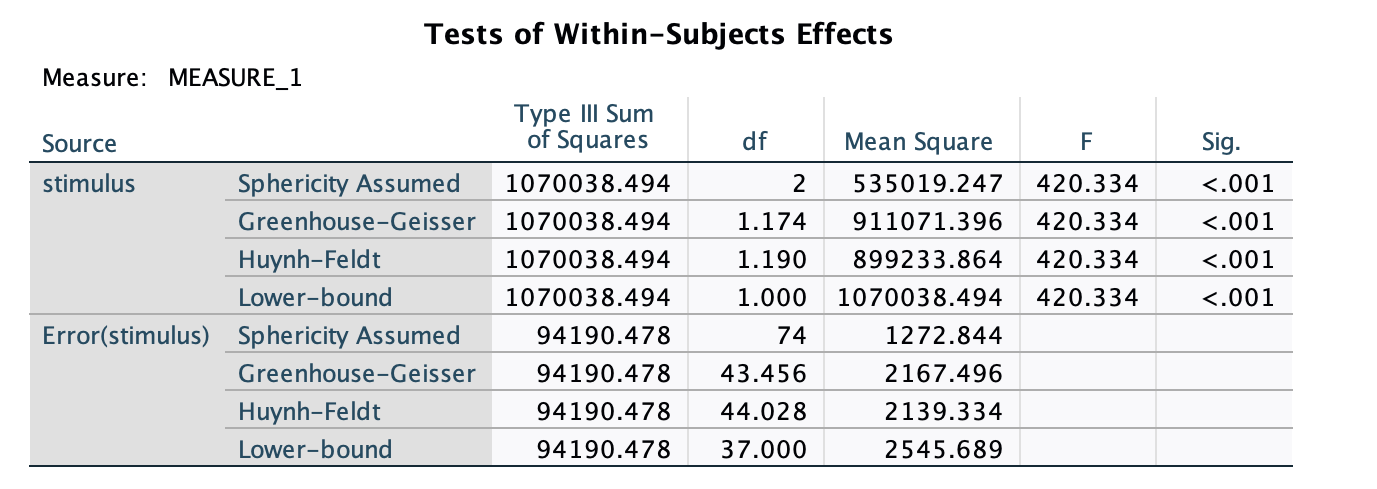 Tests of Within-Subjects Effects
Measure: MEASURE_1
Source Type III Sum of Squares df Mean Square F Sig.
stimulus Sphericity Assumed 1070038.494 2 535019.247 420.334 <.001
Greenhouse-Geisser 1070038.494 1.174 911071.396 420.334 <.001
Huynh-Feldt 1070038.494 1.190 899233.864 420.334 <.001
Lower-bound 1070038.494 1.000 1070038.494 420.334 <.001
Error(stimulus) Sphericity Assumed 94190.478 74 1272.844
Greenhouse-Geisser 94190.478 43.456 2167.496
Huynh-Feldt 94190.478 44.028 2139.334
Lower-bound 94190.478 37.000 2545.689